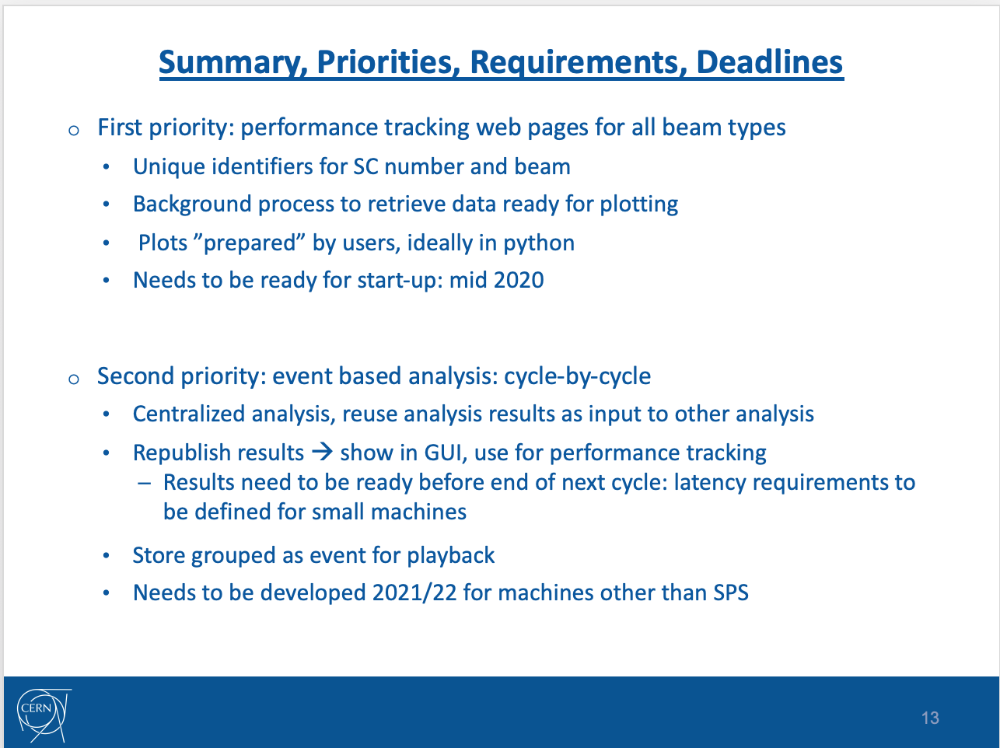 Summary, Priorities, Requirements, Deadlines
o First priority: performance tracking web pages for all beam types
• Unique identifiers for SC number and beam
• Background process to retrieve data ready for plotting
• Plots ”prepared” by users, ideally in python
• Needs to be ready for start-up: mid 2020
o Second priority: event based analysis: cycle-by-cycle
• Centralized analysis, reuse analysis results as input to other analysis
• Republish results → show in GUI, use for performance tracking
– Results need to be ready before end of next cycle: latency requirements to
be defined for small machines
• Store grouped as event for playback
• Needs to be developed 2021/22 for machines other than SPS
CERN
13